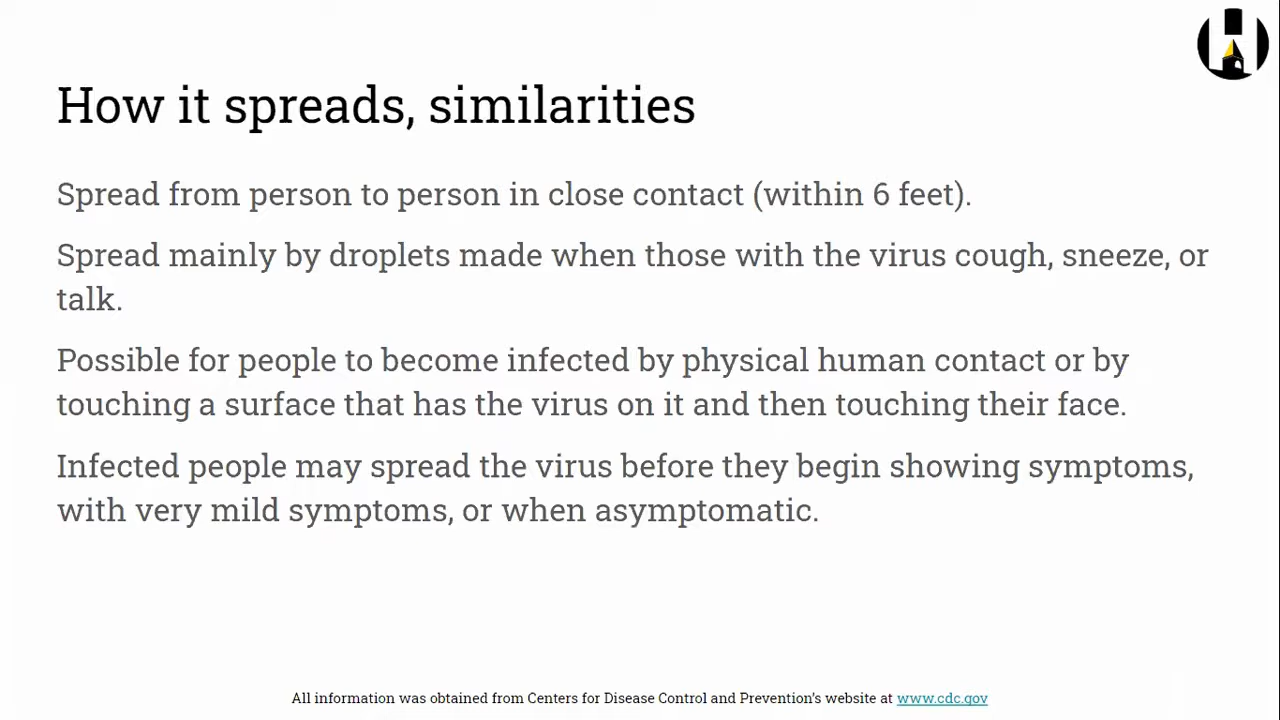 How it spreads, similarities
Spread from person to person in close contact (within 6 feet).
Spread mainly by droplets made when those with the virus cough, sneeze, or
talk.
Possible for people to become infected by physical human contact or by
touching a surface that has the virus on it and then touching their face.
Infected people may spread the virus before they begin showing symptoms,
with very mild symptoms, or when asymptomatic.
All information was obtained from Centers for Disease Control and Prevention's website at www.cdc.gov